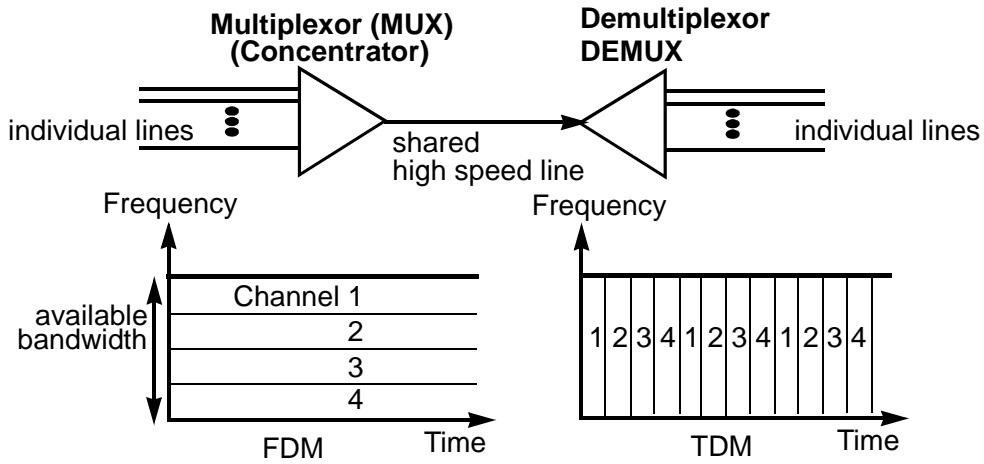 Multiplexor (MUX)
(Concentrator)
Demultiplexor
DEMUX
individual lines
shared
high speed line
individual lines
Frequency
available
bandwidth
Channel 1
2
3
4
FDM
Time
Frequency
1 2 3 4 1 2 3 4 1 2 3 4
TDM
Time